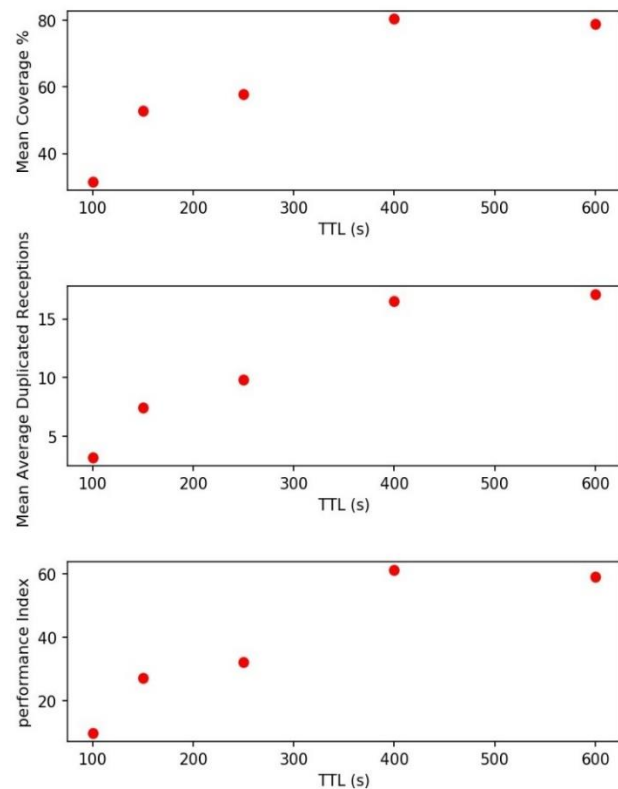 Mean Coverage %
80
60
40
100 200 300 400 500 600
TTL (s)
Mean Average Duplicated Receptions
15
10
5
100 200 300 400 500 600
TTL (s)
performance Index
60
40
20
100 200 300 400 500 600
TTL (s)